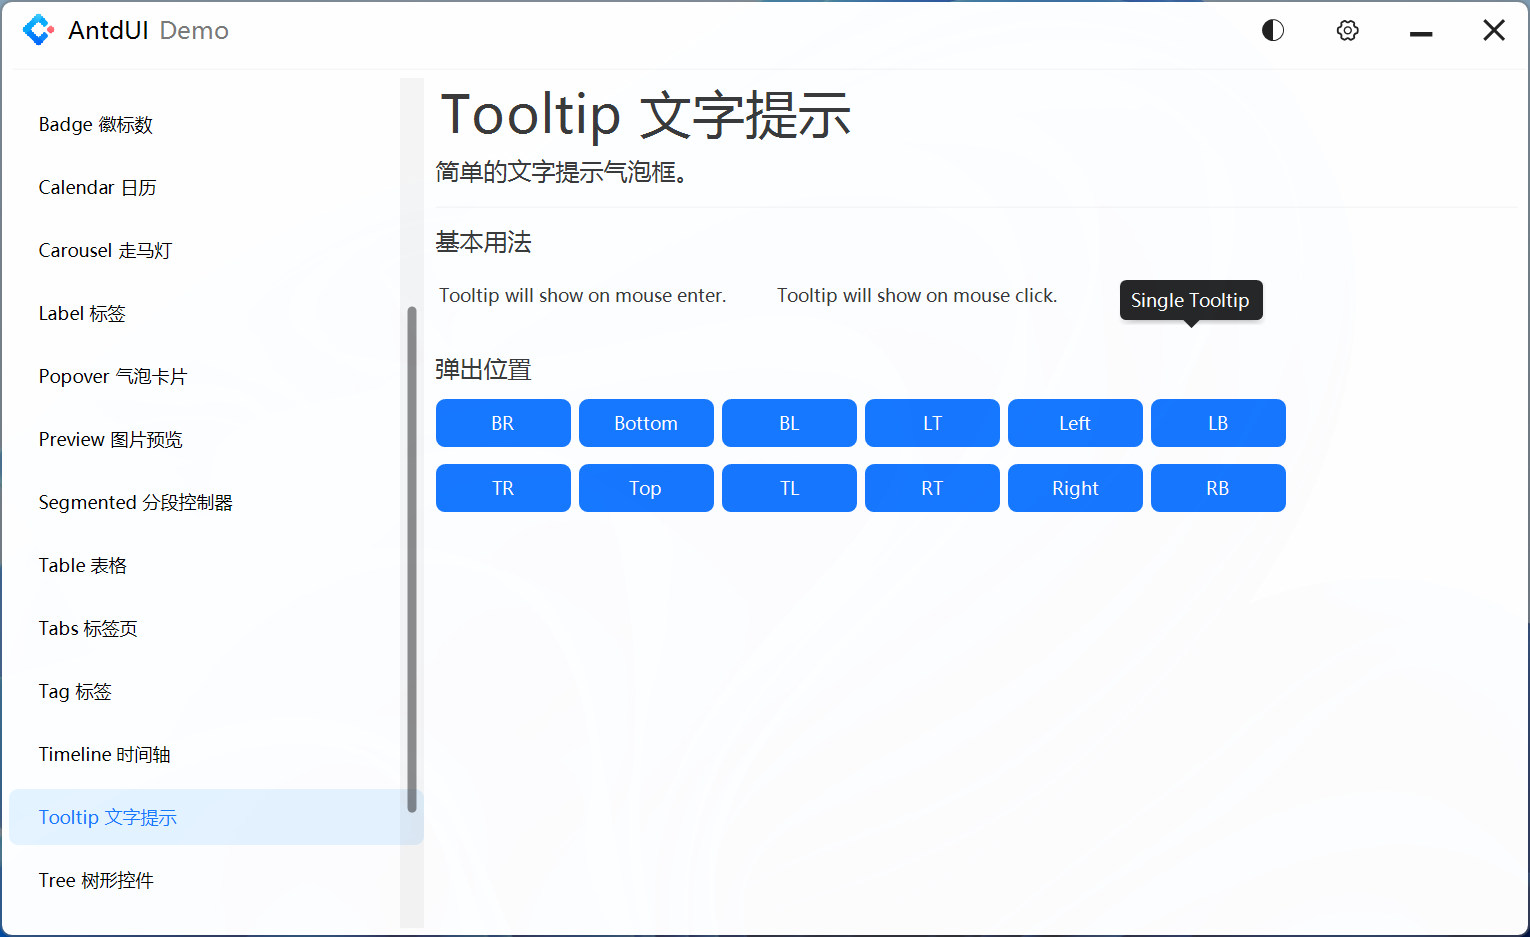 AntdUI Demo
Badge 徽标数
Calendar 日历
Carousel 走马灯
Label 标签
Popover 气泡卡片
Preview 图片预览
Segmented 分段控制器
Table 表格
Tabs 标签页
Tag 标签
Timeline 时间轴
Tooltip 文字提示
Tree 树形控件
Tooltip 文字提示
简单的文字提示气泡框。
基本用法
Tooltip will show on mouse enter.
Tooltip will show on mouse click.
Single Tooltip
弹出位置
BR
Bottom
BL
LT
Left
LB
TR
Top
TL
RT
Right
RB